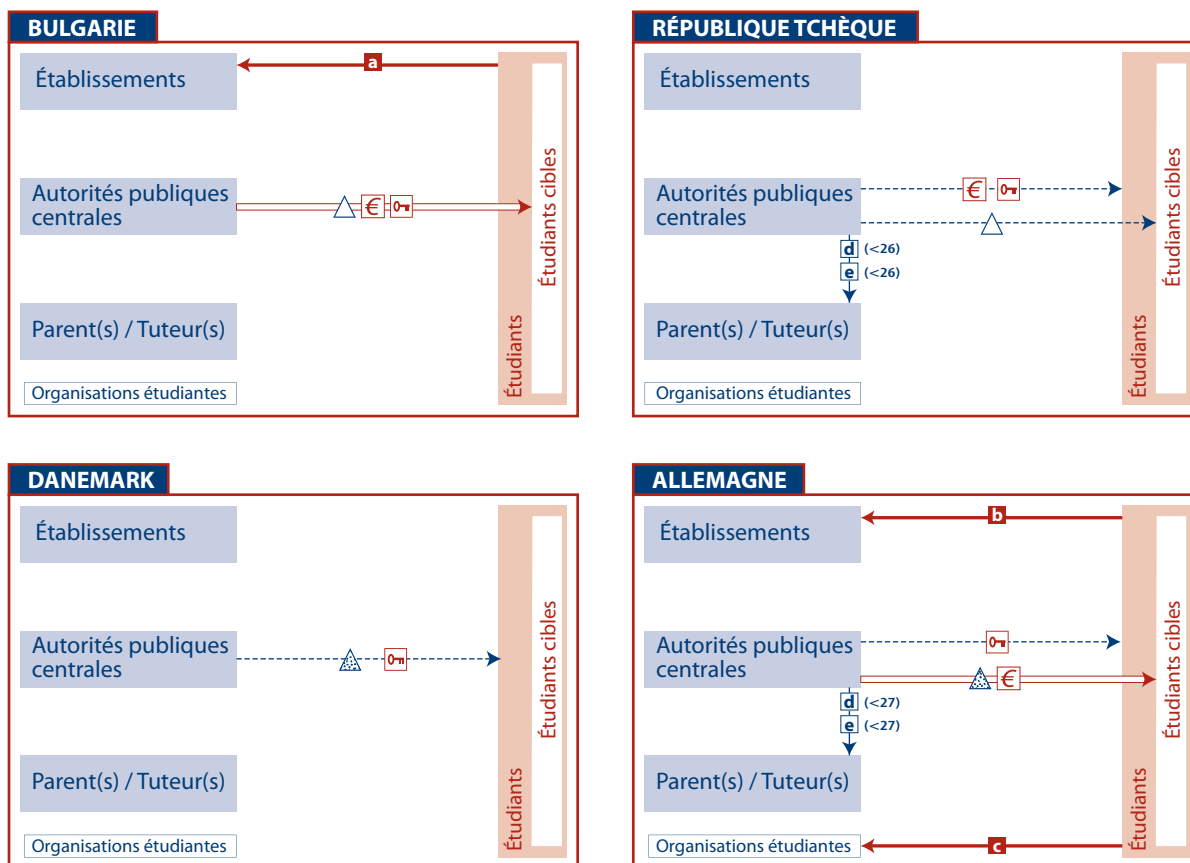 BULGARIE
Établissements
a
Autorités publiques
centrales
€
Parent(s) / Tuteur(s)
Organisations étudiantes
Étudiants
Étudiants cibles
RÉPUBLIQUE TCHÈQUE
Établissements
Autorités publiques
centrales
€
d (<26)
e (<26)
Parent(s) / Tuteur(s)
Organisations étudiantes
Étudiants
Étudiants cibles
DANEMARK
Établissements
Autorités publiques
centrales
Parent(s) / Tuteur(s)
Organisations étudiantes
Étudiants
Étudiants cibles
ALLEMAGNE
b
Établissements
Autorités publiques
centrales
€
d (<27)
e (<27)
Parent(s) / Tuteur(s)
Organisations étudiantes
c
Étudiants
Étudiants cibles